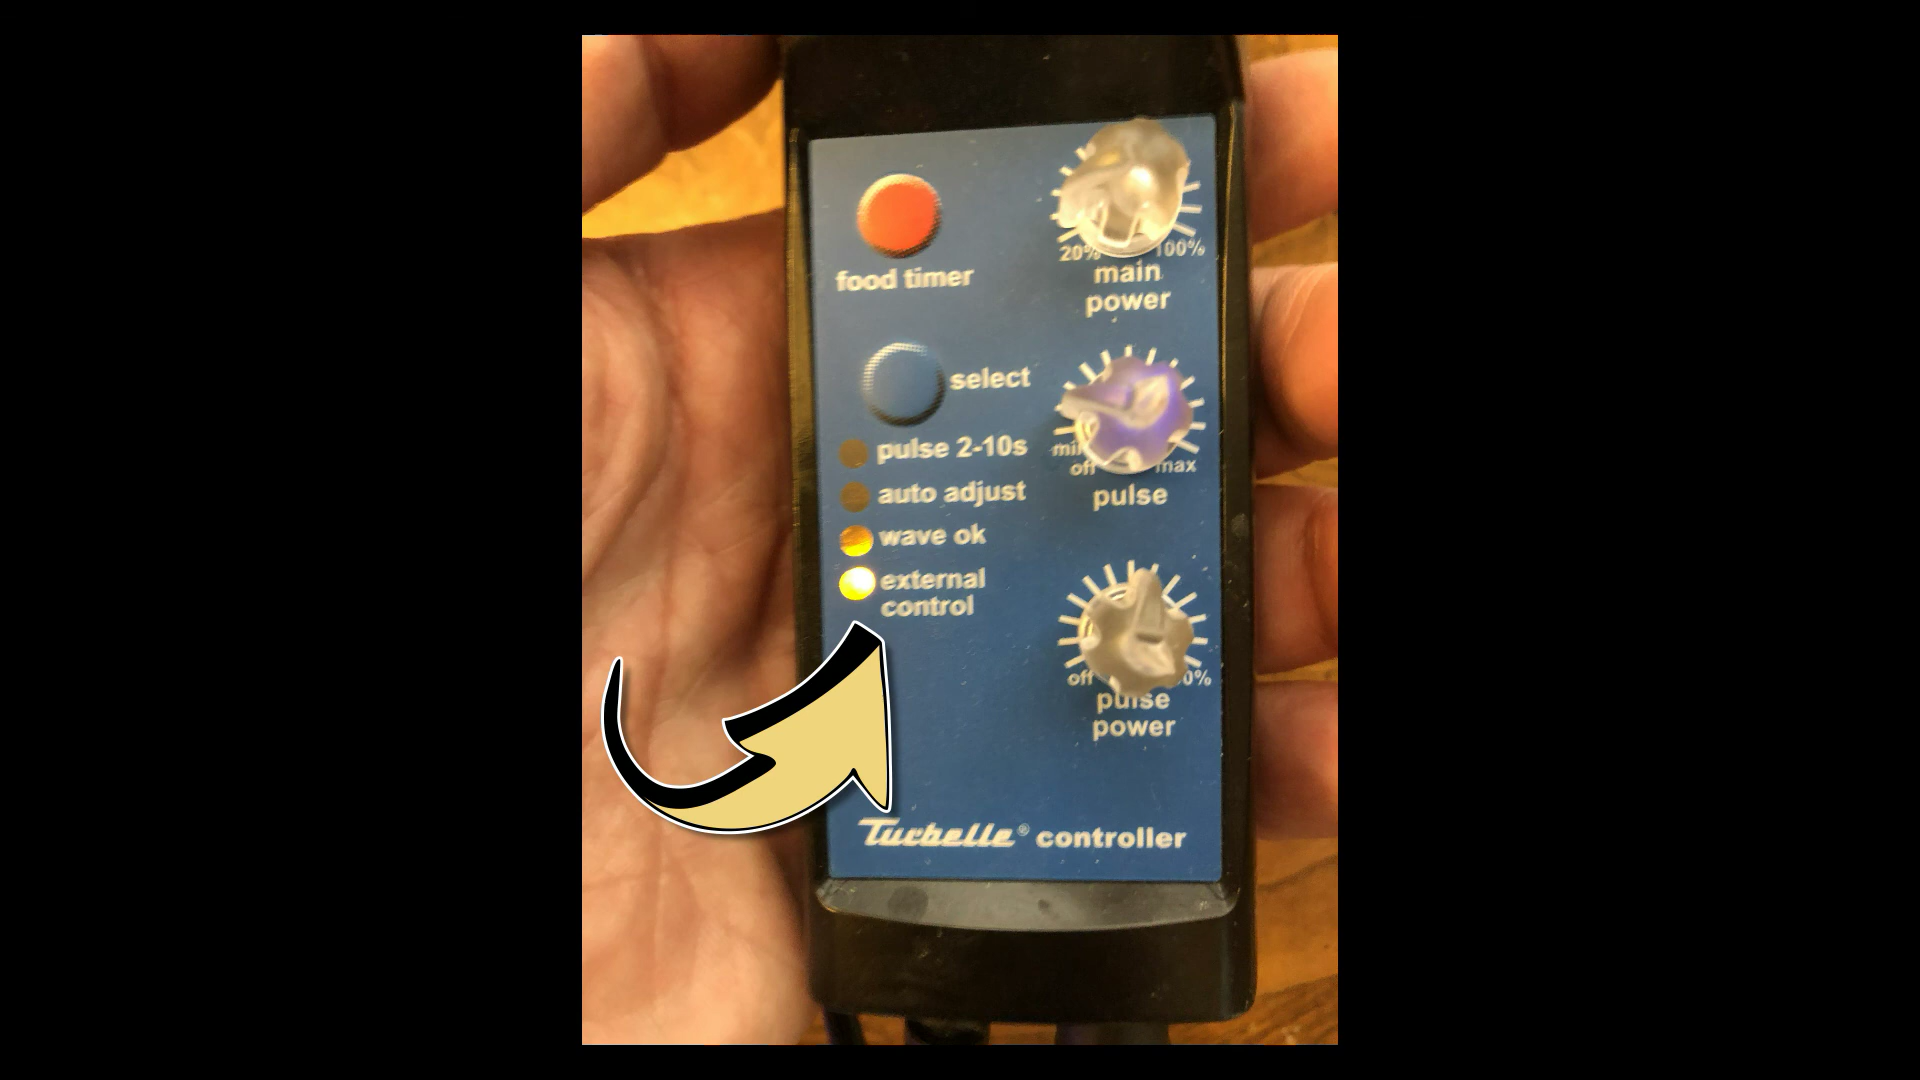 food timer
20% 100%
main
power
select
pulse 2-10s
auto adjust
wave ok
external
control
off max
pulse
off
pulse
power
Turbelle® controller